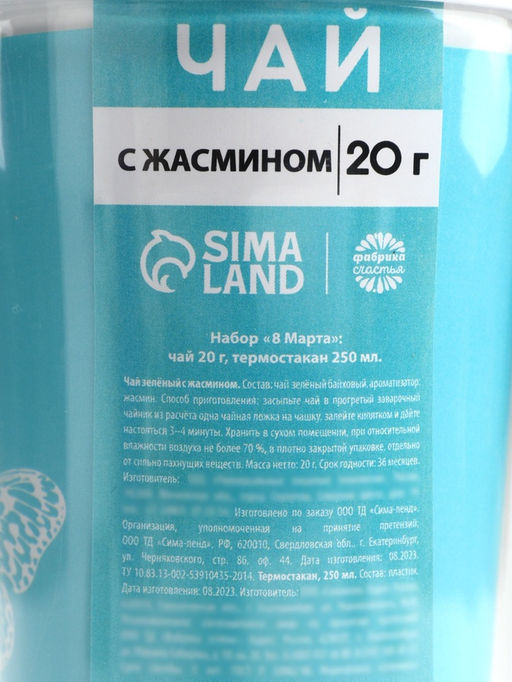 ЧАЙ
С ЖАСМИНОМ 20 г
SIMA
LAND
фабрика
счастья
Набор «8 Марта»:
чай 20 г, термостакан 250 мл.
Чай зелёный с жасмином. Состав: чай зелёный байховый, ароматизатор:
жасмин. Способ приготовления: засыпьте чай в прогретый заварочный
чайник из расчёта одна чайная ложка на чашку, залейте кипятком и дайте
настояться 3–4 минуты. Хранить в сухом помещении, при относительной
влажности воздуха не более 70 %, в плотно закрытой упаковке, отдельно
от сильно пахнущих веществ. Масса нетто: 20 г. Срок годности: 36 месяцев.
Изготовитель:
Изготовлено по заказу ООО ТД «Сима-ленд».
Организация, уполномоченная на принятие претензий:
ООО ТД «Сима-ленд», РФ, 620010, Свердловская обл., г. Екатеринбург,
ул. Черняховского, стр. 86, оф. 44. Дата изготовления: 08.2023.
ТУ 10.83.13-002-53910435-2014. Термостакан, 250 мл. Состав: пластик.
Дата изготовления: 08.2023. Изготовитель: